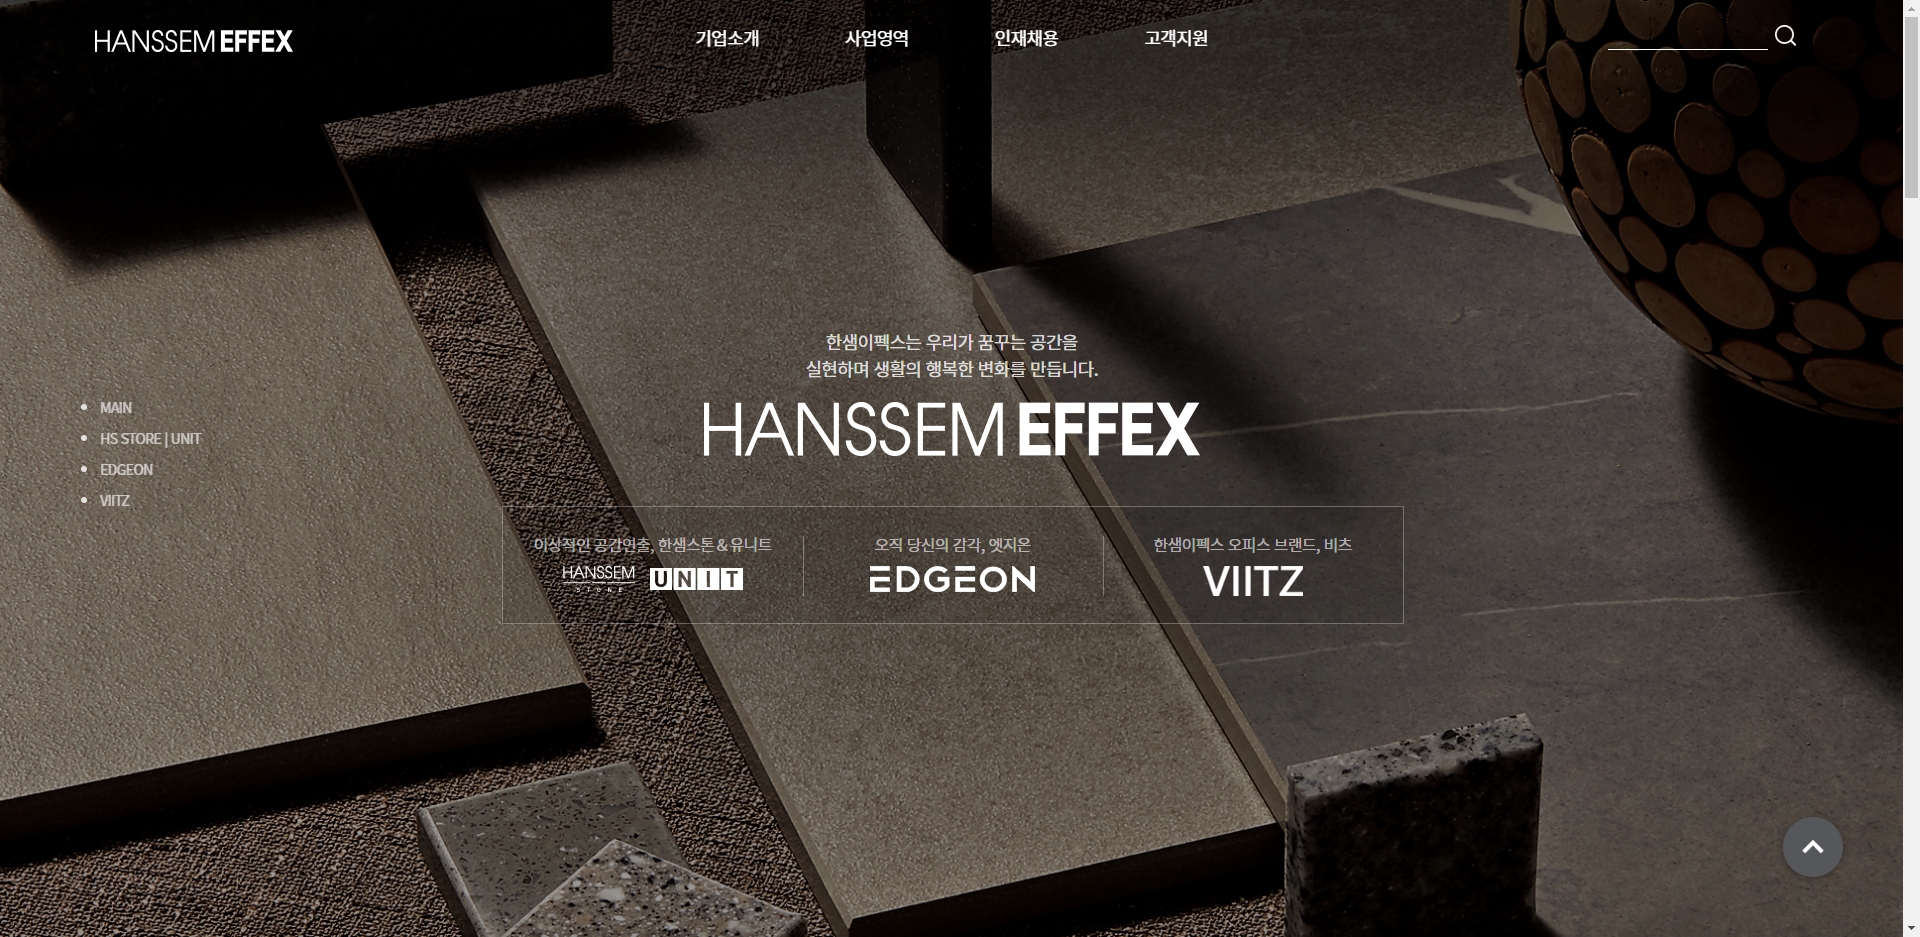 HANSSEM EFFEX
기업소개
사업영역
인재채용
고객지원
한샘이펙스는 우리가 꿈꾸는 공간을
실현하며 생활의 행복한 변화를 만듭니다.
HANSSEM EFFEX
MAIN
HS STORE | UNIT
EDGEON
VIITZ
이상적인 공간연출, 한샘스톤 & 유니트
HANSSEM
STONE
UNIT
오직 당신의 감각, 엣지온
EDGEON
한샘이펙스 오피스 브랜드, 비츠
VIITZ